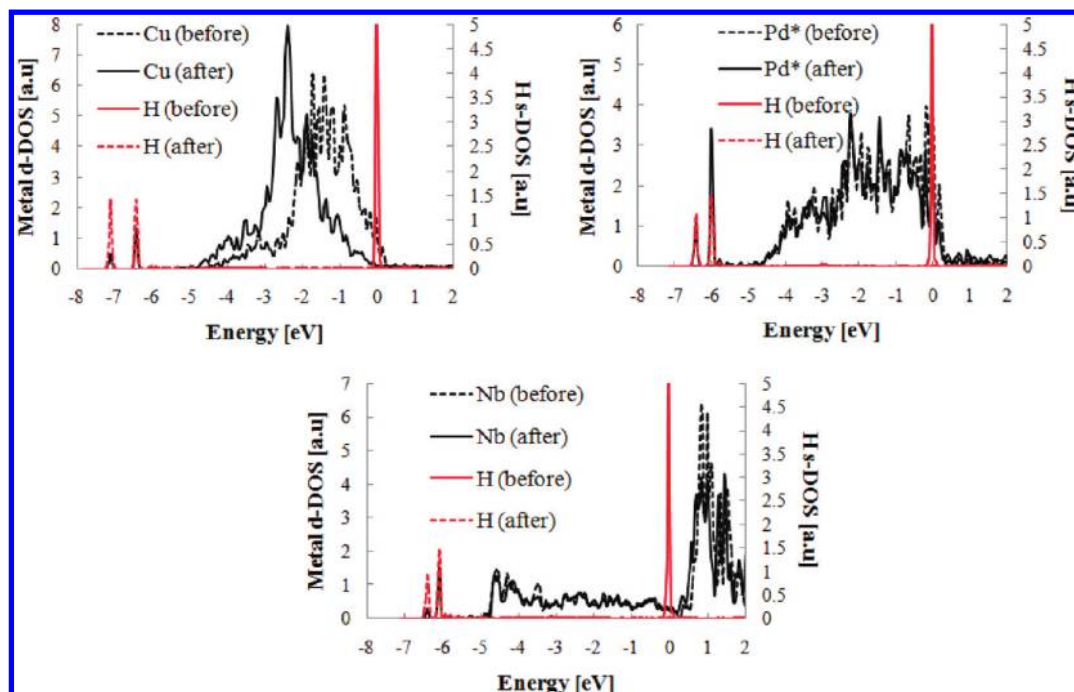 Metal d-DOS [a.u]
8
7
6
5
4
3
2
1
0
Cu (before)
Cu (after)
H (before)
H (after)
5
4.5
4
3.5
3
2.5
2
1.5
1
0.5
0
H s-DOS [a.u]
-8 -7 -6 -5 -4 -3 -2 -1 0 1 2
Energy [eV]
Metal d-DOS [a.u]
6
5
4
3
2
1
0
Pd* (before)
Pd* (after)
H (before)
H (after)
5
4.5
4
3.5
3
2.5
2
1.5
1
0.5
0
H s-DOS [a.u]
-8 -7 -6 -5 -4 -3 -2 -1 0 1 2
Energy [eV]
Metal d-DOS [a.u]
7
6
5
4
3
2
1
0
Nb (before)
Nb (after)
H (before)
H (after)
5
4.5
4
3.5
3
2.5
2
1.5
1
0.5
0
H s-DOS [a.u]
-8 -7 -6 -5 -4 -3 -2 -1 0 1 2
Energy [eV]